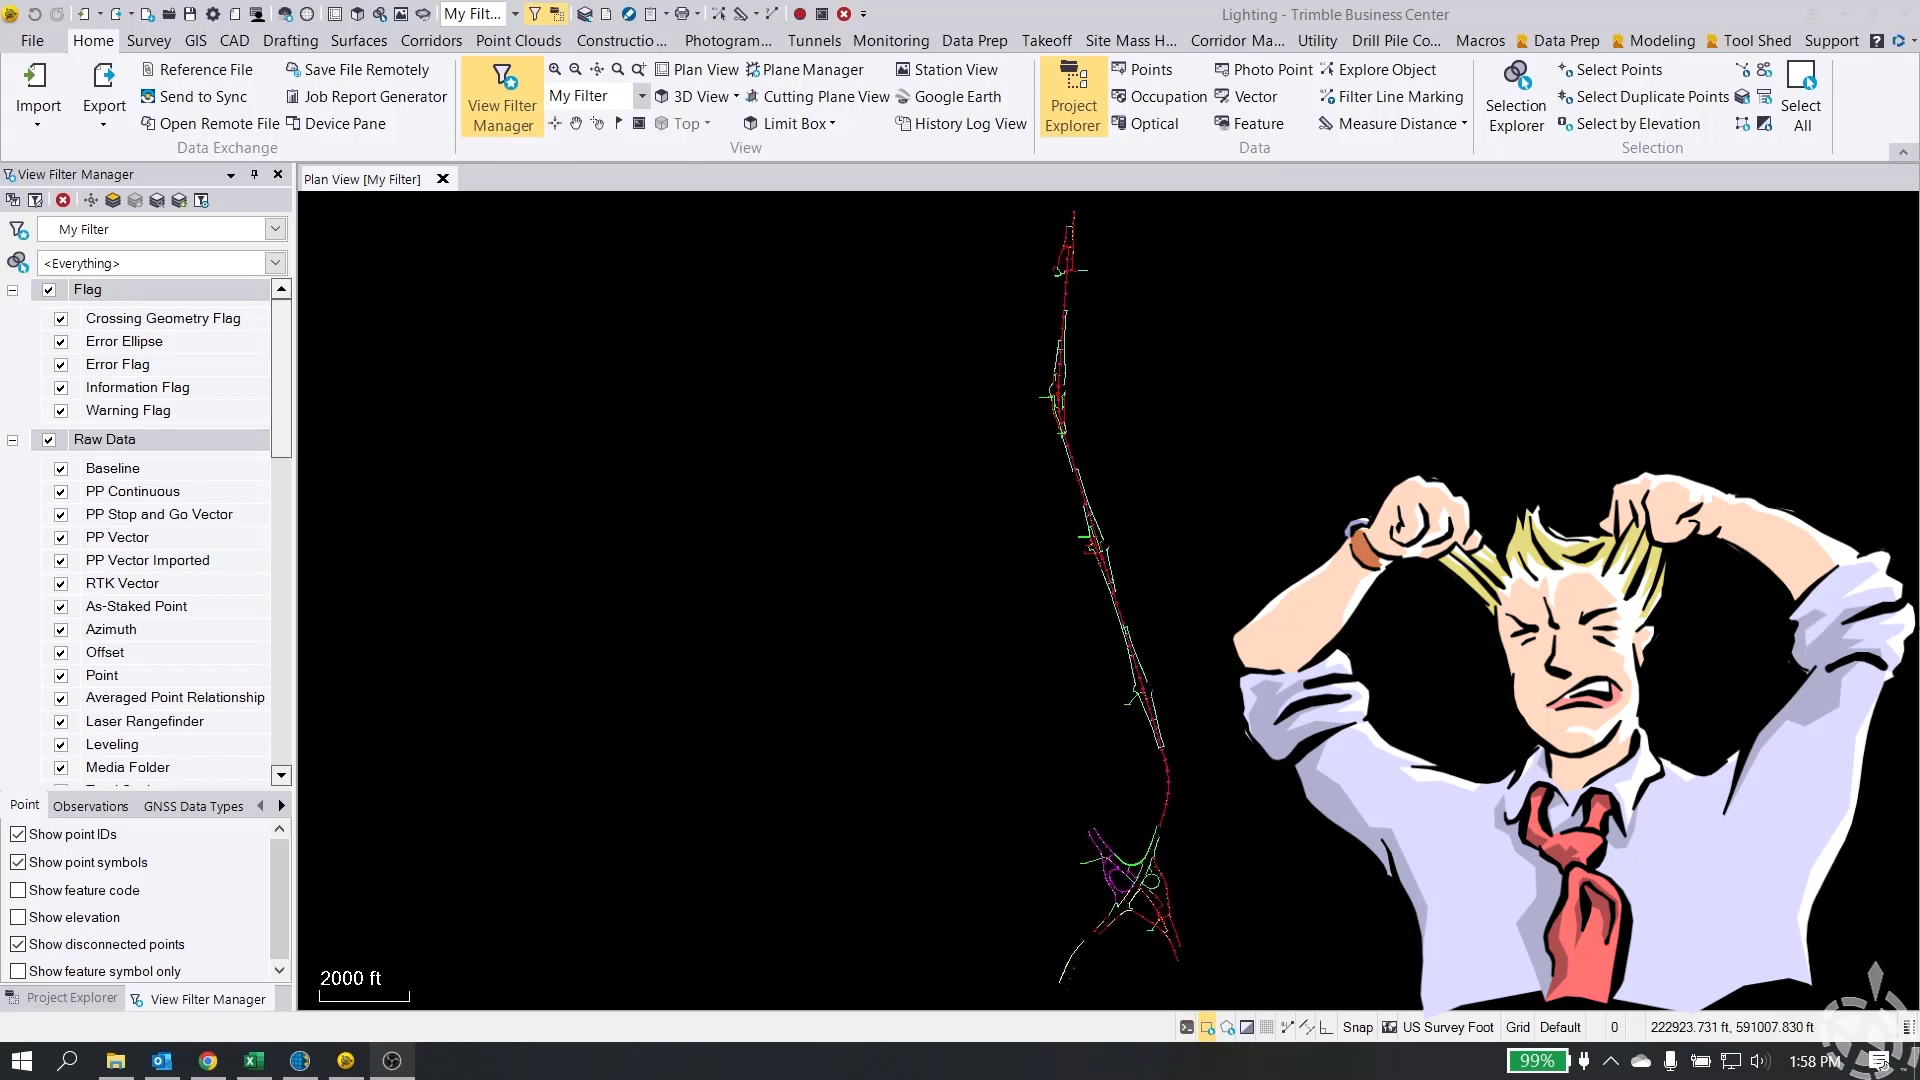 My Filt...
Lighting - Trimble Business Center
File Home Survey GIS CAD Drafting Surfaces Corridors Point Clouds Constructio... Photogram... Tunnels Monitoring Data Prep Takeoff Site Mass H... Corridor Ma... Utility Drill Pile Co... Macros Data Prep Modeling Tool Shed Support
Import
Export
Reference File
Send to Sync
Open Remote File
Save File Remotely
Job Report Generator
Device Pane
Data Exchange
View Filter
Manager
My Filter
Plan View
3D View
Top
Plane Manager
Cutting Plane View
Limit Box
Station View
Google Earth
History Log View
View
Project
Explorer
Points
Occupation
Optical
Photo Point
Vector
Feature
Explore Object
Filter Line Marking
Measure Distance
Data
Selection
Explorer
Select Points
Select Duplicate Points
Select by Elevation
Select
All
Selection
View Filter Manager
My Filter
<Everything>
Flag
Crossing Geometry Flag
Error Ellipse
Error Flag
Information Flag
Warning Flag
Raw Data
Baseline
PP Continuous
PP Stop and Go Vector
PP Vector
PP Vector Imported
RTK Vector
As-Staked Point
Azimuth
Offset
Point
Averaged Point Relationship
Laser Rangefinder
Leveling
Media Folder
Point Observations GNSS Data Types
Show point IDs
Show point symbols
Show feature code
Show elevation
Show disconnected points
Show feature symbol only
Project Explorer View Filter Manager
Plan View [My Filter]
2000 ft
Snap US Survey Foot Grid Default 0 222923.731 ft, 591007.830 ft
99% 1:58 PM